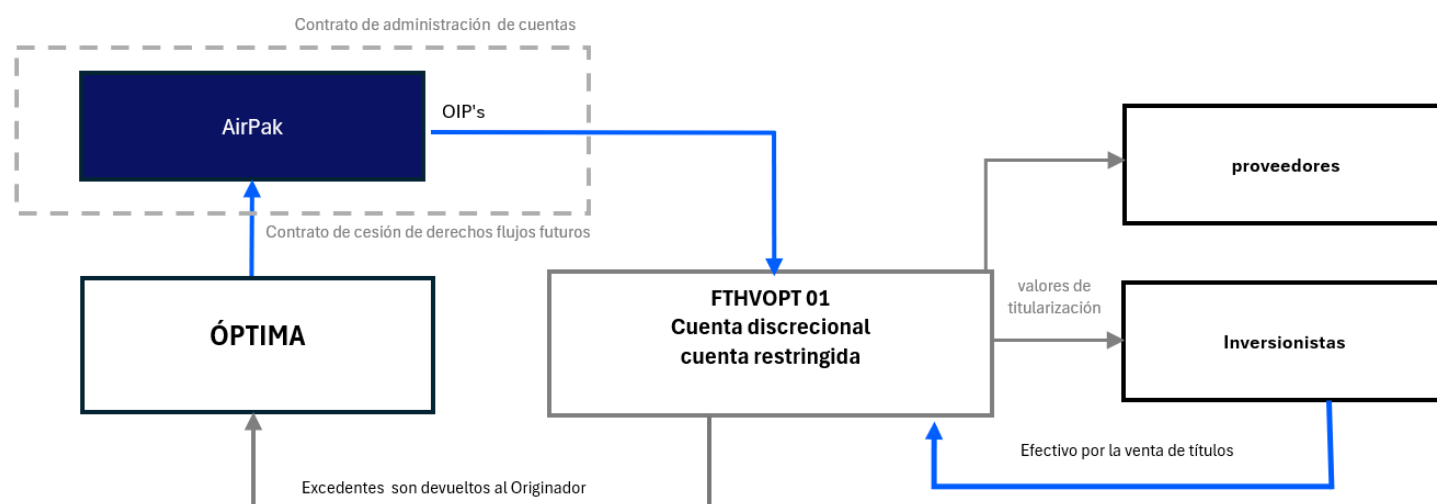 Contrato de administración de cuentas
AirPak
OIP's
proveedores
Contrato de cesión de derechos flujos futuros
ÓPTIMA
FTHVOPT 01
Cuenta discrecional
cuenta restringida
valores de
titularización
Inversionistas
Efectivo por la venta de títulos
Excedentes son devueltos al Originador